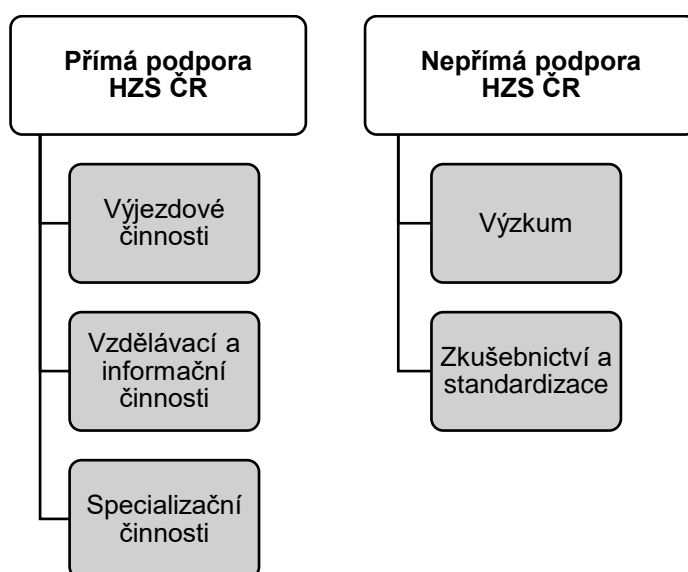 Přímá podpora
HZS ČR
Výjezdové
činnosti
Vzdělávací a
informační
činnosti
Specializační
činnosti
Nepřímá podpora
HZS ČR
Výzkum
Zkušebnictví a
standardizace